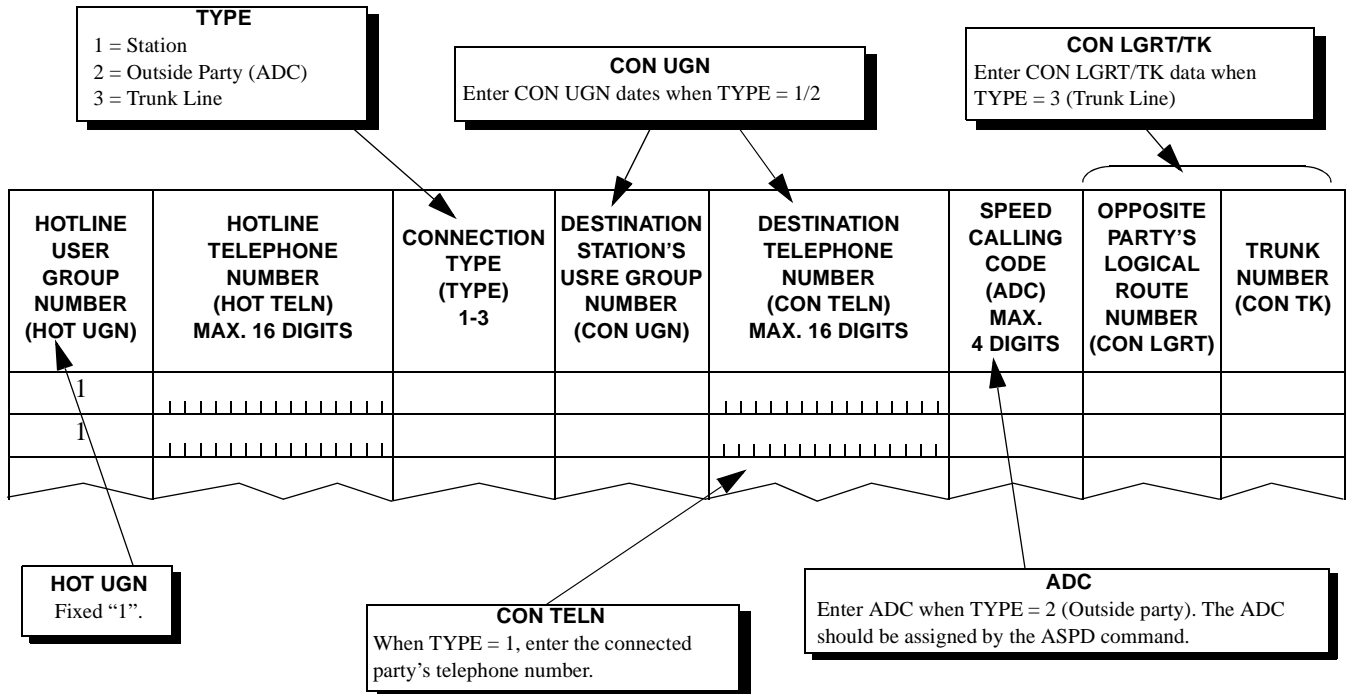 TYPE
1 = Station
2 = Outside Party (ADC)
3 = Trunk Line
CON UGN
Enter CON UGN dates when TYPE = 1/2
CON LGRT/TK
Enter CON LGRT/TK data when
TYPE = 3 (Trunk Line)
HOTLINE
USER
GROUP
NUMBER
(HOT UGN)
HOTLINE
TELEPHONE
NUMBER
(HOT TELN)
MAX. 16 DIGITS
CONNECTION
TYPE
(TYPE)
1-3
DESTINATION
STATION'S
USRE GROUP
NUMBER
(CON UGN)
DESTINATION
TELEPHONE
NUMBER
(CON TELN)
MAX. 16 DIGITS
SPEED
CALLING
CODE
(ADC)
MAX.
4 DIGITS
OPPOSITE
PARTY'S
LOGICAL
ROUTE
NUMBER
(CON LGRT)
TRUNK
NUMBER
(CON TK)
1
1
HOT UGN
Fixed “1”.
CON TELN
When TYPE = 1, enter the connected
party’s telephone number.
ADC
Enter ADC when TYPE = 2 (Outside party). The ADC
should be assigned by the ASPD command.